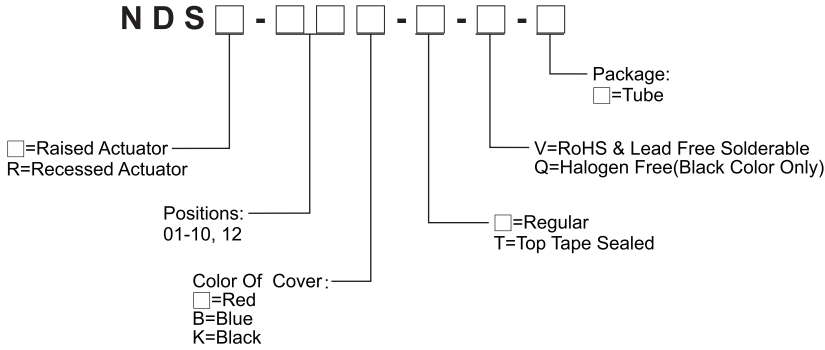 NDS□-□□□-□-□-□
Package:
□=Tube
□=Raised Actuator
R=Recessed Actuator
V=RoHS & Lead Free Solderable
Q=Halogen Free(Black Color Only)
Positions:
01-10, 12
□=Regular
T=Top Tape Sealed
Color Of Cover:
□=Red
B=Blue
K=Black